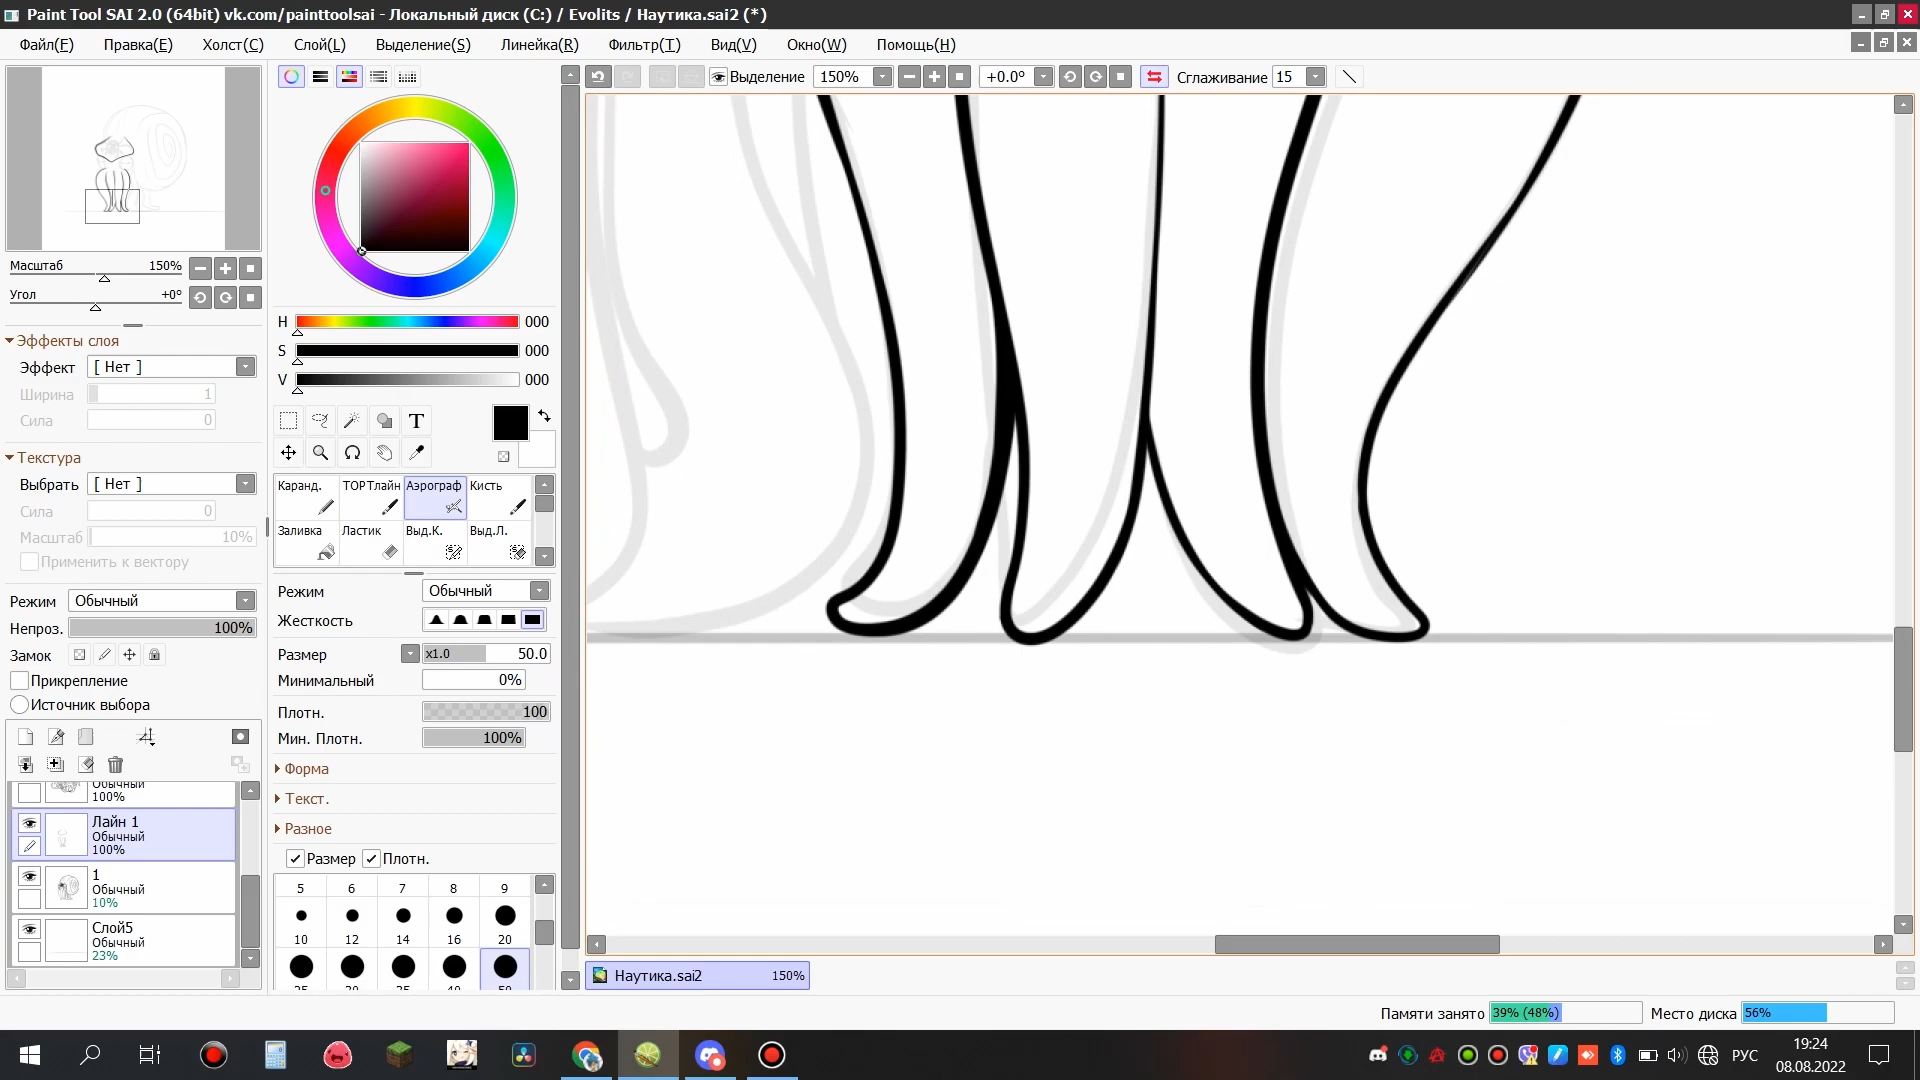 Paint Tool SAI 2.0 (64bit) vk.com/painttoolsai - Локальный диск (C:) / Evolits / Наутика.sai2 (*)
Файл(F) Правка(E) Холст(C) Слой(L) Выделение(S) Линейка(R) Фильтр(T) Вид(V) Окно(W) Помощь(H)
Выделение 150% +0.0° Сглаживание 15
Масштаб 150%
Угол +0°
Эффекты слоя
Эффект [ Нет ]
Ширина 1
Сила 0
Текстура
Выбрать [ Нет ]
Сила 0
Масштаб 10%
Применить к вектору
Режим Обычный
Непроз. 100%
Замок
Прикрепление
Источник выбора
Обычный
100%
Лайн 1
Обычный
100%
1
Обычный
10%
Слой5
Обычный
23%
H 000
S 000
V 000
T
Каранд. ТОРТлайн Аэрограф Кисть
Заливка Ластик Выд.К. Выд.Л.
Режим Обычный
Жесткость
Размер x1.0 50.0
Минимальный 0%
Плотн. 100
Мин. Плотн. 100%
Форма
Текст.
Разное
Размер Плотн.
5 6 7 8 9
10 12 14 16 20
25 30 35 40 50
Наутика.sai2 150%
Памяти занято 39% (48%) Место диска 56%
РУС
19:24
08.08.2022